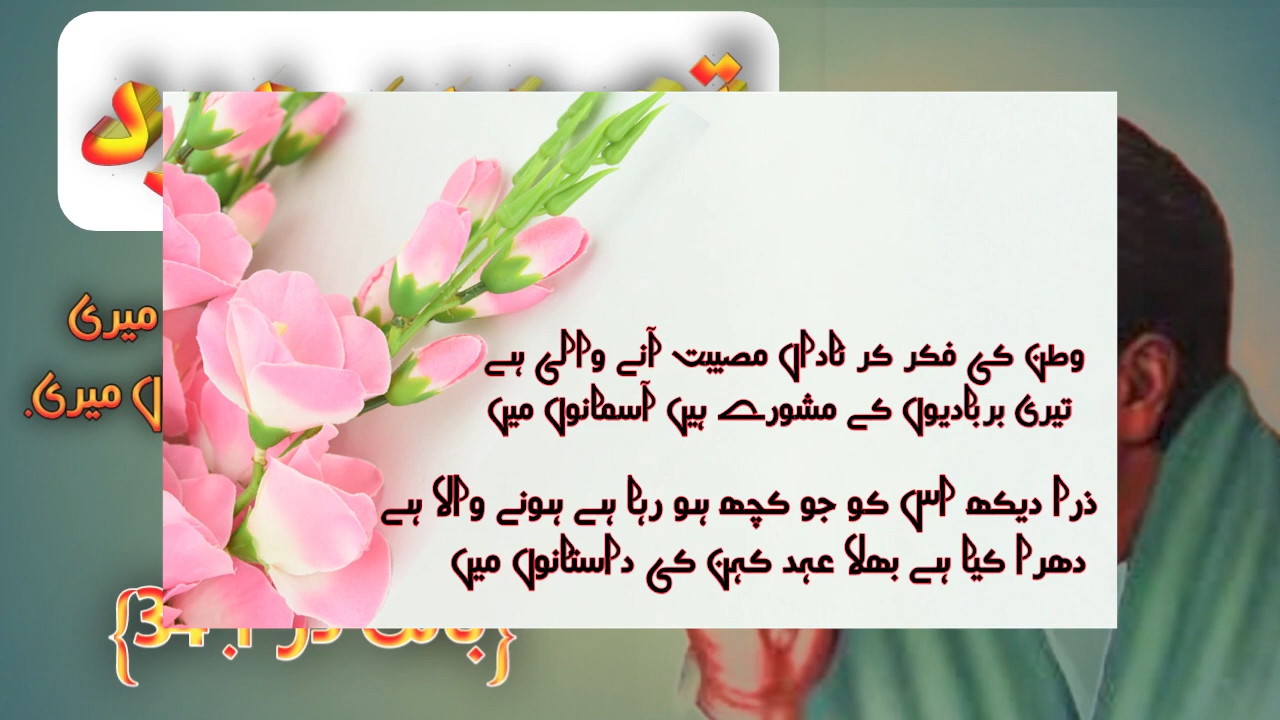 میری
میری.
وطن کی فکر کر ناداں مصیبت آنے والی ہے
تیری بربادیوں کے مشورے ہیں آسمانوں میں
ذرا دیکھ اس کو جو کچھ ہو رہا ہے ہونے والا ہے
دھرا کیا ہے بھلا عہد کہن کی داستانوں میں